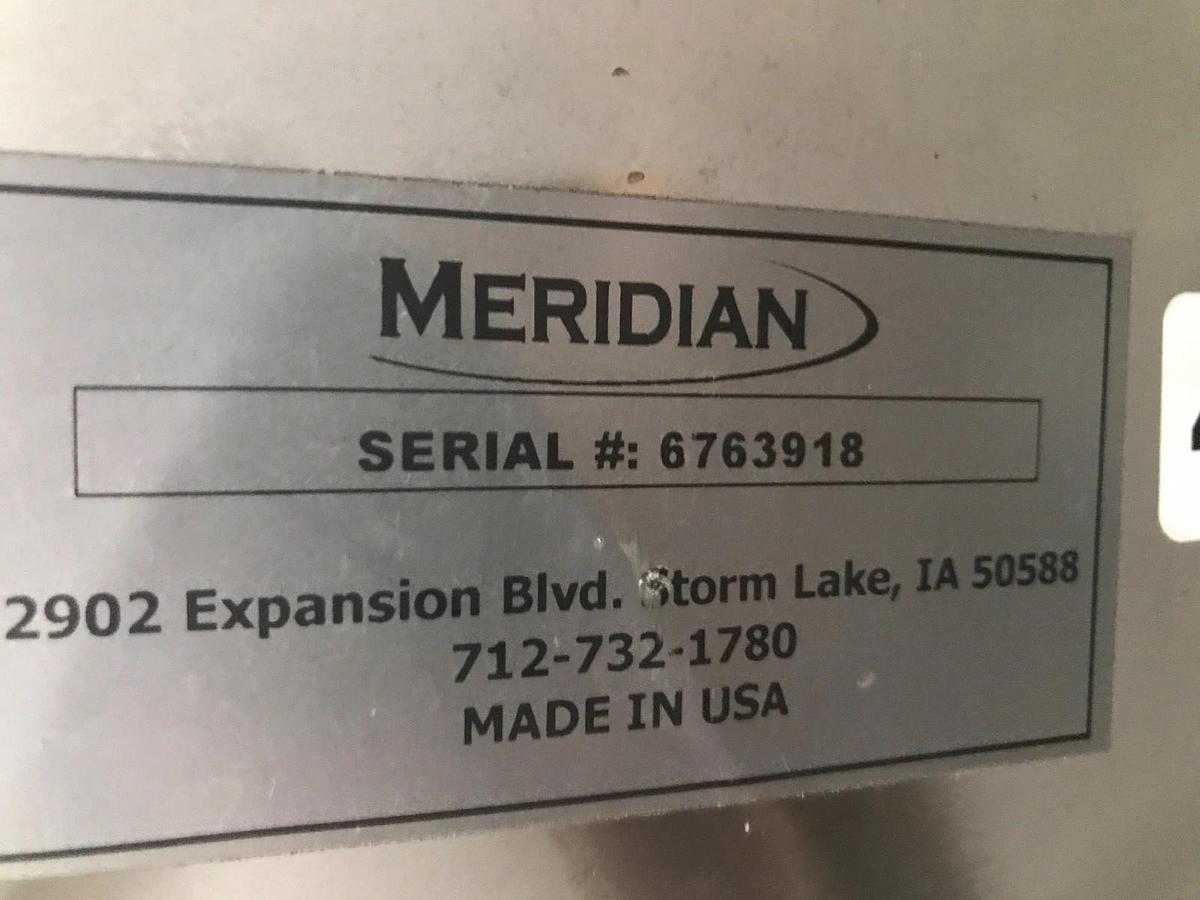 MERIDIAN
SERIAL #: 6763918
2902 Expansion Blvd. Storm Lake, IA 50588
712-732-1780
MADE IN USA